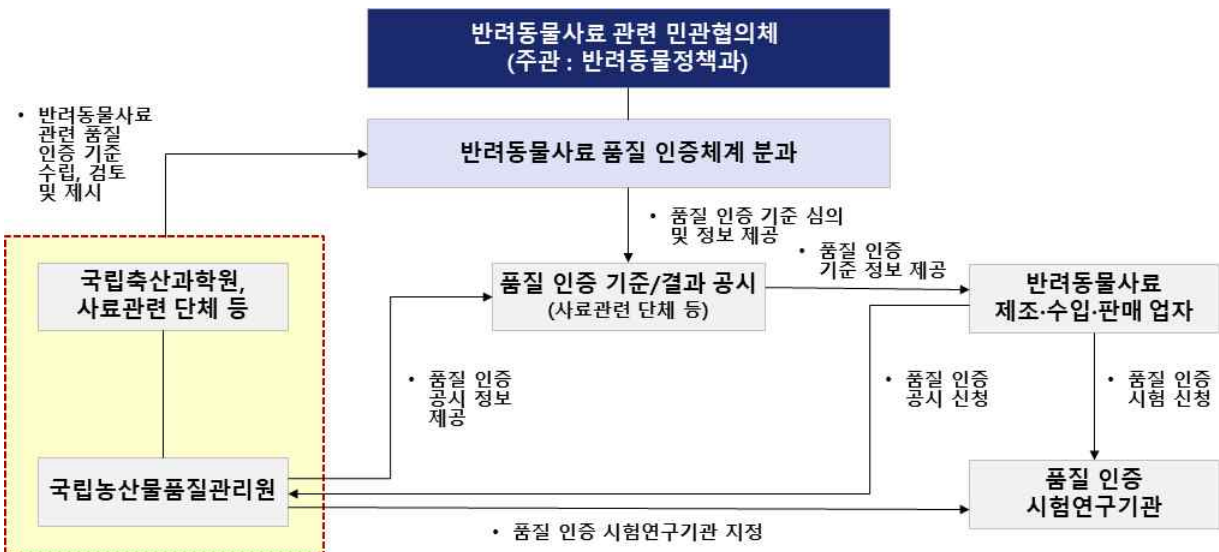 반려동물사료 관련 민관협의체
(주관 : 반려동물정책과)
• 반려동물사료
관련 품질
인증 기준
수립, 검토
및 제시
반려동물사료 품질 인증체계 분과
• 품질 인증 기준 심의
및 정보 제공
• 품질 인증
기준 정보 제공
국립축산과학원,
사료관련 단체 등
품질 인증 기준/결과 공시
(사료관련 단체 등)
반려동물사료
제조·수입·판매 업자
• 품질 인증
공시 정보
제공
• 품질 인증
공시 신청
• 품질 인증
시험 신청
국립농산물품질관리원
품질 인증
시험연구기관
• 품질 인증 시험연구기관 지정